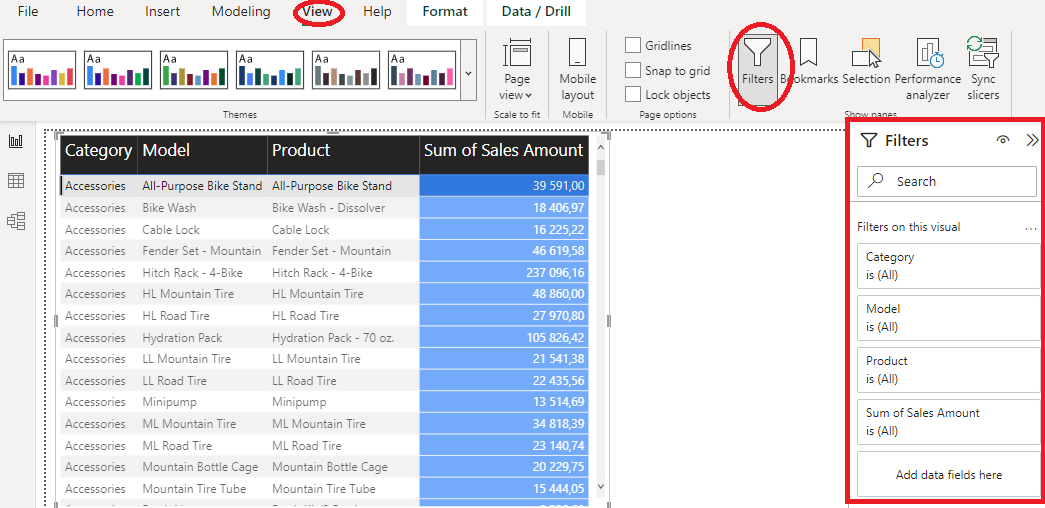 File Home Insert Modeling View Help Format Data / Drill
Aa Aa Aa Aa Aa Aa
Page view
Mobile layout
Gridlines
Snap to grid
Lock objects
Filters
Bookmarks
Selection
Performance analyzer
Sync slicers
Themes Scale to fit Mobile Page options Show panes
Category Model Product Sum of Sales Amount
Accessories All-Purpose Bike Stand All-Purpose Bike Stand 39 591,00
Accessories Bike Wash Bike Wash - Dissolver 18 406,97
Accessories Cable Lock Cable Lock 16 225,22
Accessories Fender Set - Mountain Fender Set - Mountain 46 619,58
Accessories Hitch Rack - 4-Bike Hitch Rack - 4-Bike 237 096,16
Accessories HL Mountain Tire HL Mountain Tire 48 860,00
Accessories HL Road Tire HL Road Tire 27 970,80
Accessories Hydration Pack Hydration Pack - 70 oz. 105 826,42
Accessories LL Mountain Tire LL Mountain Tire 21 541,38
Accessories LL Road Tire LL Road Tire 22 435,56
Accessories Minipump Minipump 13 514,69
Accessories ML Mountain Tire ML Mountain Tire 34 818,39
Accessories ML Road Tire ML Road Tire 23 140,74
Accessories Mountain Bottle Cage Mountain Bottle Cage 20 229,75
Accessories Mountain Tire Tube Mountain Tire Tube 15 444,05
Filters
Search
Filters on this visual ...
Category
is (All)
Model
is (All)
Product
is (All)
Sum of Sales Amount
is (All)
Add data fields here